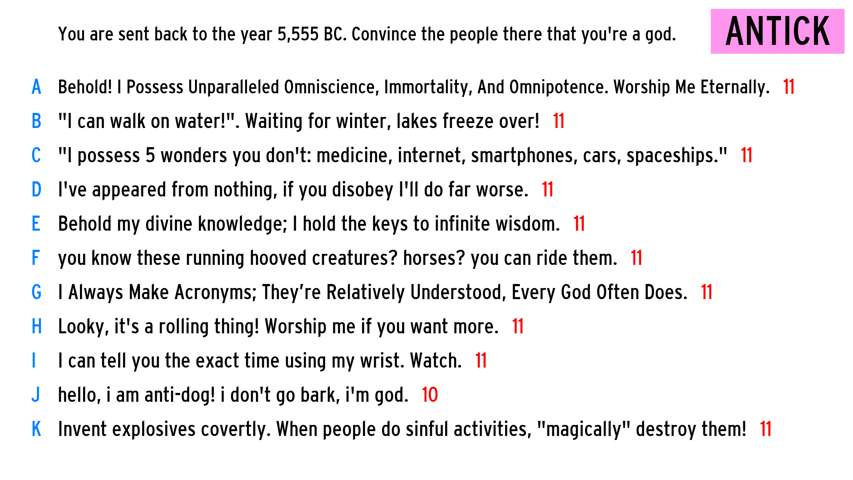 You are sent back to the year 5,555 BC. Convince the people there that you're a god.
ANTICK
A Behold! I Possess Unparalleled Omniscience, Immortality, And Omnipotence. Worship Me Eternally. 11
B "I can walk on water!". Waiting for winter, lakes freeze over! 11
C "I possess 5 wonders you don't: medicine, internet, smartphones, cars, spaceships." 11
D I've appeared from nothing, if you disobey I'll do far worse. 11
E Behold my divine knowledge; I hold the keys to infinite wisdom. 11
F you know these running hooved creatures? horses? you can ride them. 11
G I Always Make Acronyms; They’re Relatively Understood, Every God Often Does. 11
H Looky, it's a rolling thing! Worship me if you want more. 11
I I can tell you the exact time using my wrist. Watch. 11
J hello, i am anti-dog! i don't go bark, i'm god. 10
K Invent explosives covertly. When people do sinful activities, "magically" destroy them! 11